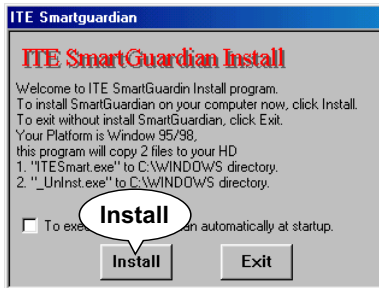 ITE Smartguardian
ITE SmartGuardian Install
Welcome to ITE SmartGuardin Install program.
To install SmartGuardian on your computer now, click Install.
To exit without install SmartGuardian, click Exit.
Your Platform is Window 95/98,
this program will copy 2 files to your HD
1. "ITESmart.exe" to C:\WINDOWS directory.
2. "_UnInst.exe" to C:\WINDOWS directory.
Install
To an automatically at startup.
Install Exit